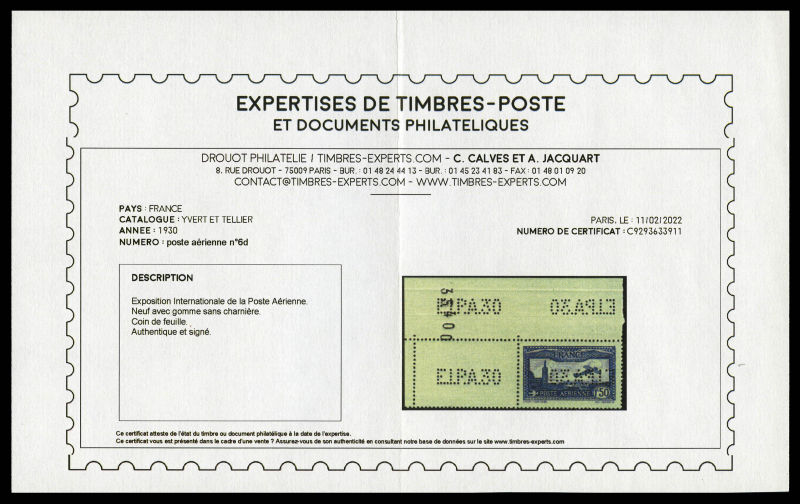 EXPERTISES DE TIMBRES-POSTE
ET DOCUMENTS PHILATELIQUES
DROUOT PHILATELIE / TIMBRES-EXPERTS.COM - C. CALVES ET A. JACQUART
8. RUE DROUOT - 75009 PARIS - BUR. : 01 48 24 44 13 - BUR. : 01 45 23 41 83 - FAX : 01 48 01 09 20
CONTACT@TIMBRES-EXPERTS.COM - WWW.TIMBRES-EXPERTS.COM
PAYS : FRANCE
CATALOGUE : YVERT ET TELLIER
ANNEE : 1930
NUMERO : poste aérienne n°6d
PARIS. LE : 11/02/2022
NUMERO DE CERTIFICAT : C9293633911
DESCRIPTION
Exposition Internationale de la Poste Aérienne.
Neuf avec gomme sans charnière.
Coin de feuille.
Authentique et signé.
EIPA30 EIPA30
EIPA30 EIPA30
FRANCE
POSTE AÉRIENNE 1F50
Ce certificat atteste de l'état du timbre ou document philatélique à la date de l'expertise.
Ce certificat vous est présenté dans le cadre d'une vente ? Assurez-vous de son authenticité en consultant notre base de données sur le site www.timbres-experts.com